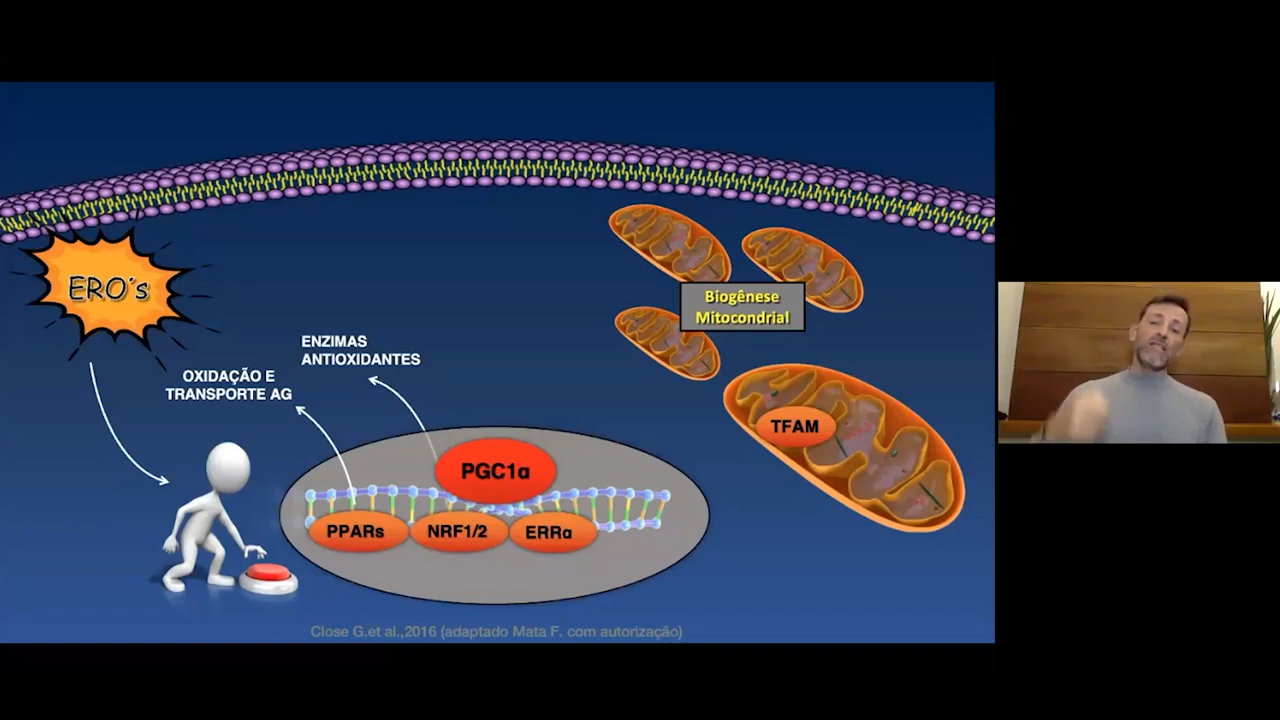 ERO's
Biogênese
Mitocondrial
ENZIMAS
ANTIOXIDANTES
OXIDAÇÃO E
TRANSPORTE AG
TFAM
PGC1α
PPARs
NRF1/2
ERRα
Close G.et al.,2016 (adaptado Mata F. com autorização)